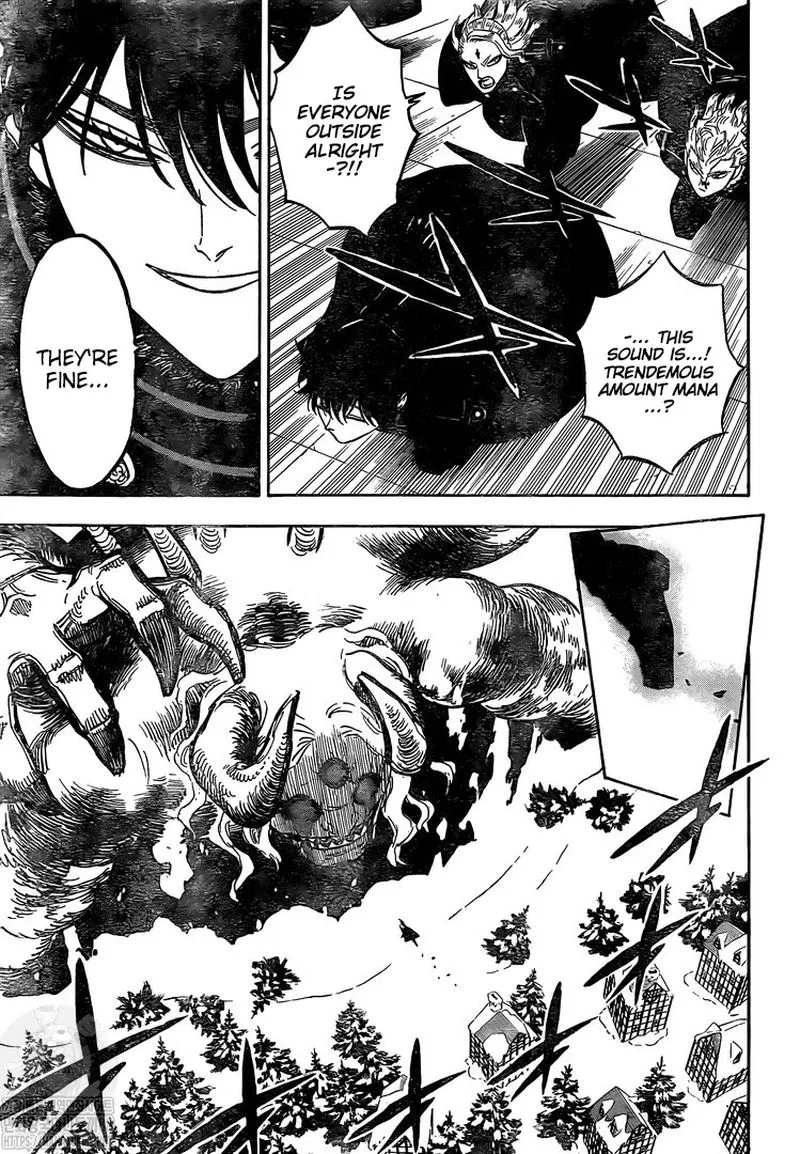 IS
EVERYONE
OUTSIDE
ALRIGHT
-?!!
-... THIS
SOUND IS...!
TRENDEMOUS
AMOUNT MANA
...?
THEY'RE
FINE...